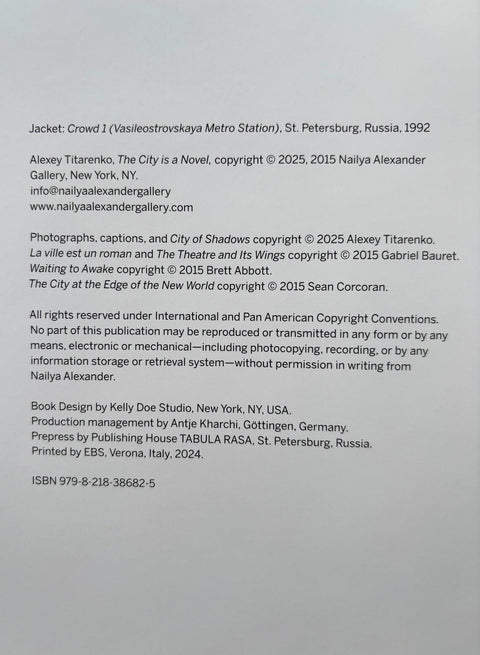 Jacket: Crowd 1 (Vasileostrovskaya Metro Station), St. Petersburg, Russia, 1992
Alexey Titarenko, The City is a Novel, copyright © 2025, 2015 Nailya Alexander
Gallery, New York, NY.
info@nailyaalexandergallery
www.nailyaalexandergallery.com
Photographs, captions, and City of Shadows copyright © 2025 Alexey Titarenko.
La ville est un roman and The Theatre and Its Wings copyright © 2015 Gabriel Bauret.
Waiting to Awake copyright © 2015 Brett Abbott.
The City at the Edge of the New World copyright © 2015 Sean Corcoran.
All rights reserved under International and Pan American Copyright Conventions.
No part of this publication may be reproduced or transmitted in any form or by any
means, electronic or mechanical—including photocopying, recording, or by any
information storage or retrieval system—without permission in writing from
Nailya Alexander.
Book Design by Kelly Doe Studio, New York, NY, USA.
Production management by Antje Kharchi, Göttingen, Germany.
Prepress by Publishing House TABULA RASA, St. Petersburg, Russia.
Printed by EBS, Verona, Italy, 2024.
ISBN 979-8-218-38682-5